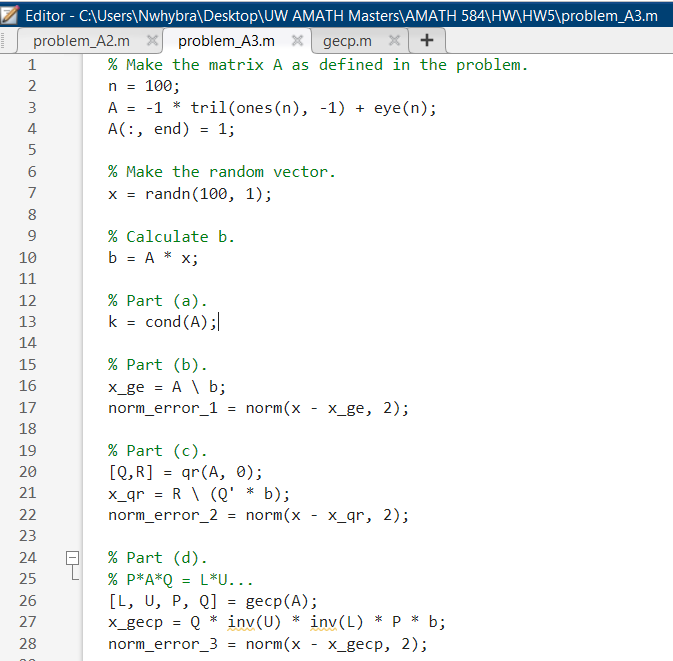 Editor - C:\Users\Nwhybra\Desktop\UW AMATH Masters\AMATH 584\HW\HW5\problem_A3.m
problem_A2.m problem_A3.m gecp.m +
1 % Make the matrix A as defined in the problem.
2 n = 100;
3 A = -1 * tril(ones(n), -1) + eye(n);
4 A(:, end) = 1;
5
6 % Make the random vector.
7 x = randn(100, 1);
8
9 % Calculate b.
10 b = A * x;
11
12 % Part (a).
13 k = cond(A);
14
15 % Part (b).
16 x_ge = A \ b;
17 norm_error_1 = norm(x - x_ge, 2);
18
19 % Part (c).
20 [Q,R] = qr(A, 0);
21 x_qr = R \ (Q' * b);
22 norm_error_2 = norm(x - x_qr, 2);
23
24 % Part (d).
25 % P*A*Q = L*U...
26 [L, U, P, Q] = gecp(A);
27 x_gecp = Q * inv(U) * inv(L) * P * b;
28 norm_error_3 = norm(x - x_gecp, 2);